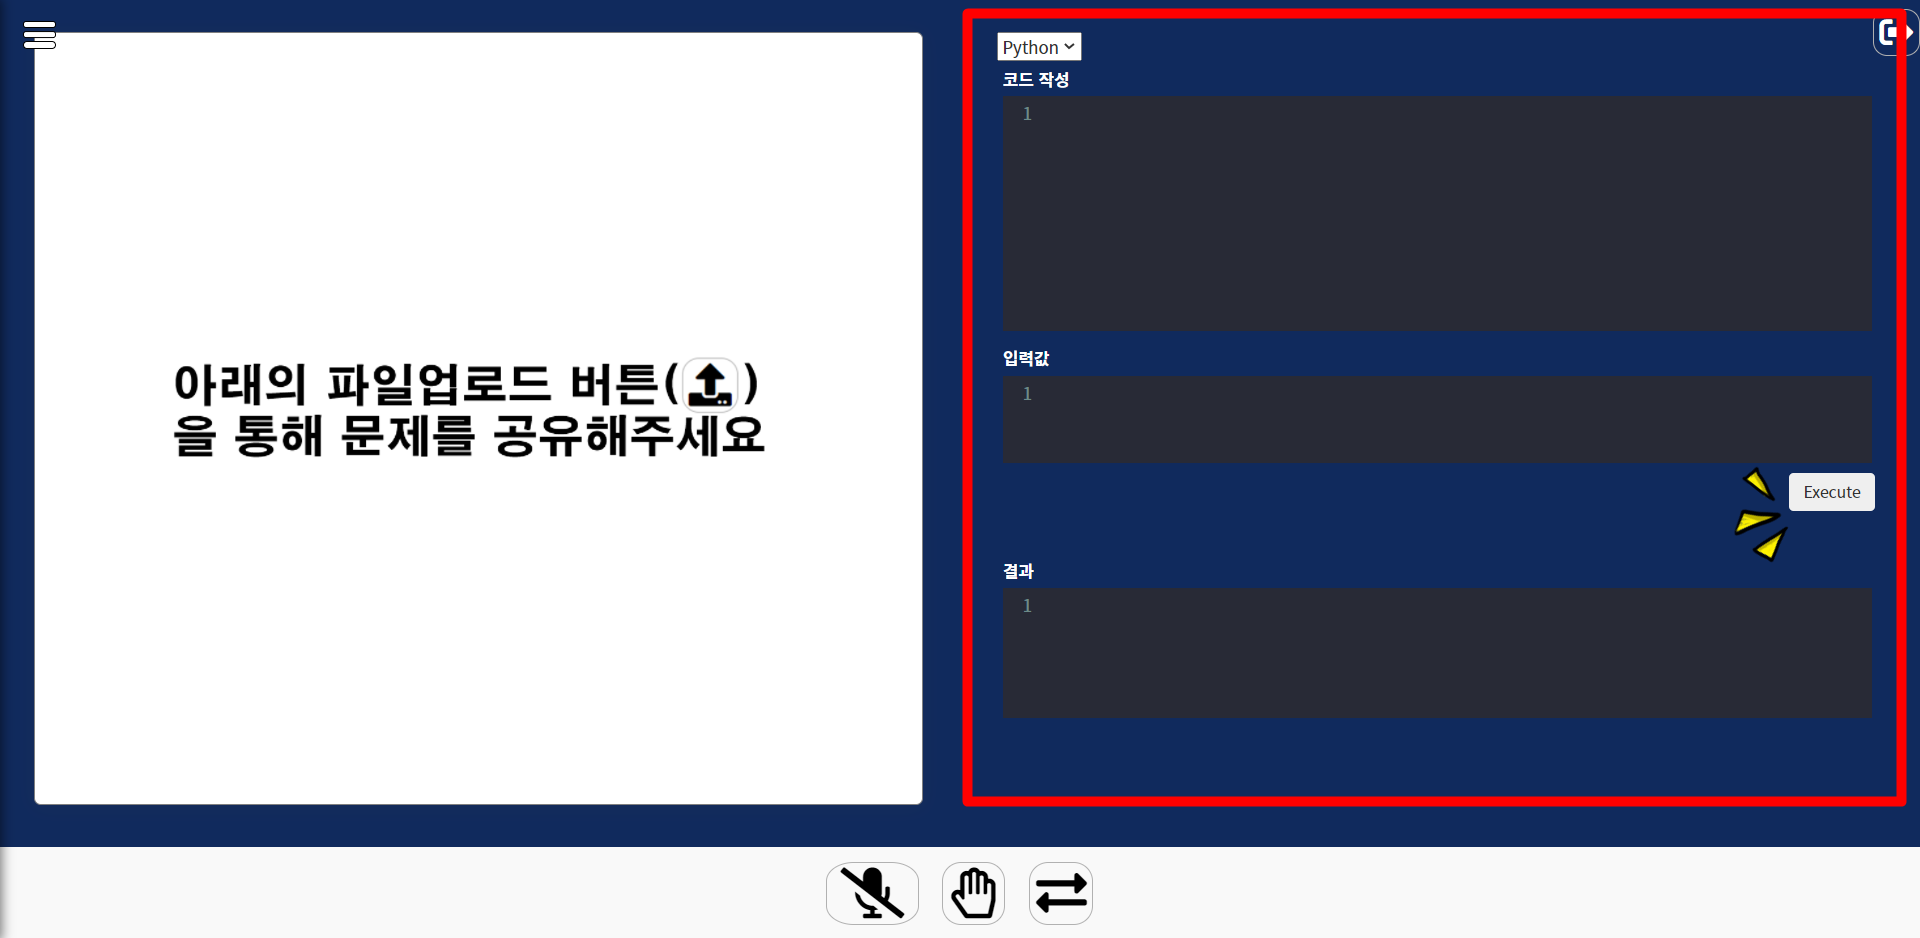 아래의 파일업로드 버튼( )
을 통해 문제를 공유해주세요
Python
코드 작성
1
입력값
1
Execute
결과
1